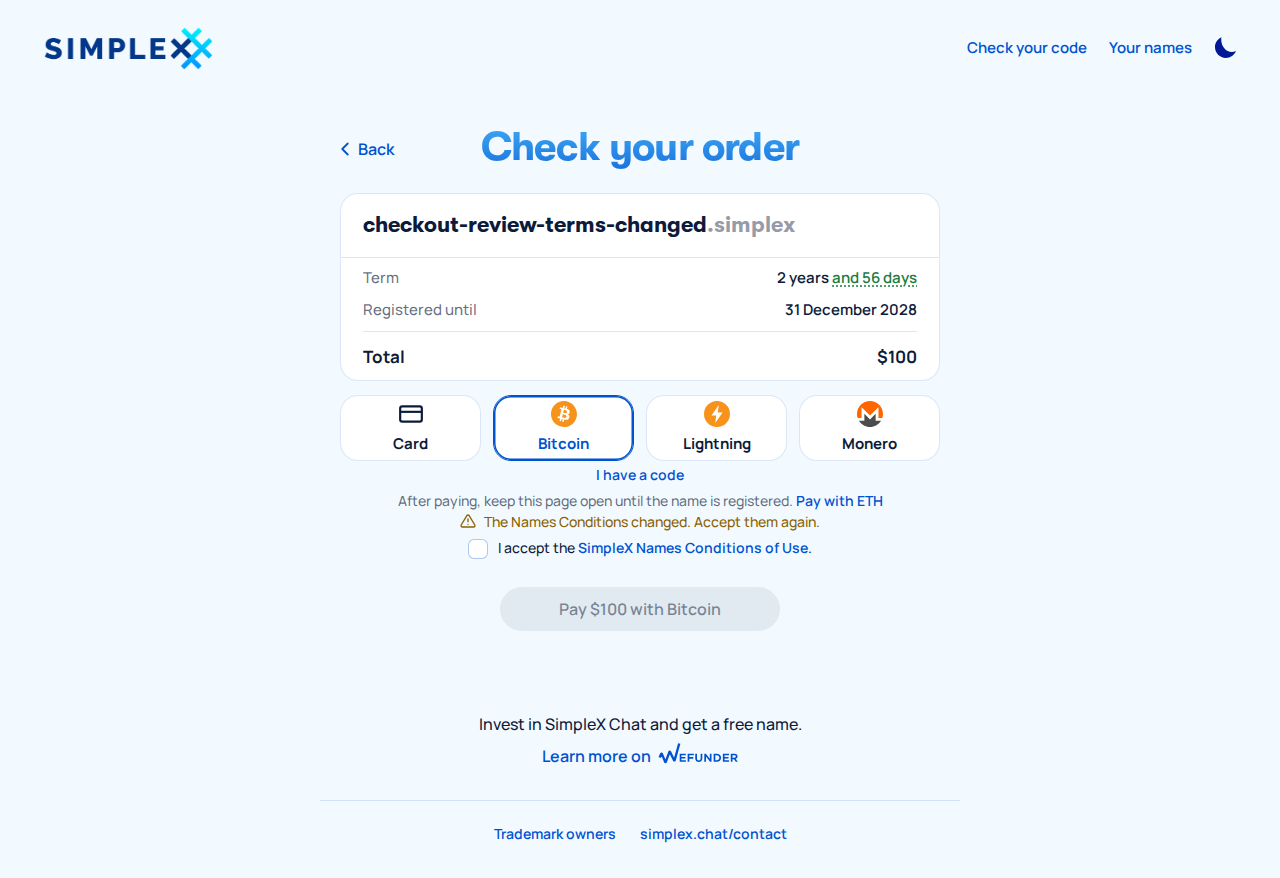 SIMPLEX
Check your code
Your names
Back
Check your order
checkout-review-terms-changed.simplex
Term
2 years and 56 days
Registered until
31 December 2028
Total
$100
Card
Bitcoin
Lightning
Monero
I have a code
After paying, keep this page open until the name is registered. Pay with ETH
The Names Conditions changed. Accept them again.
I accept the SimpleX Names Conditions of Use.
Pay $100 with Bitcoin
Invest in SimpleX Chat and get a free name.
Learn more on WEFUNDER
Trademark owners
simplex.chat/contact